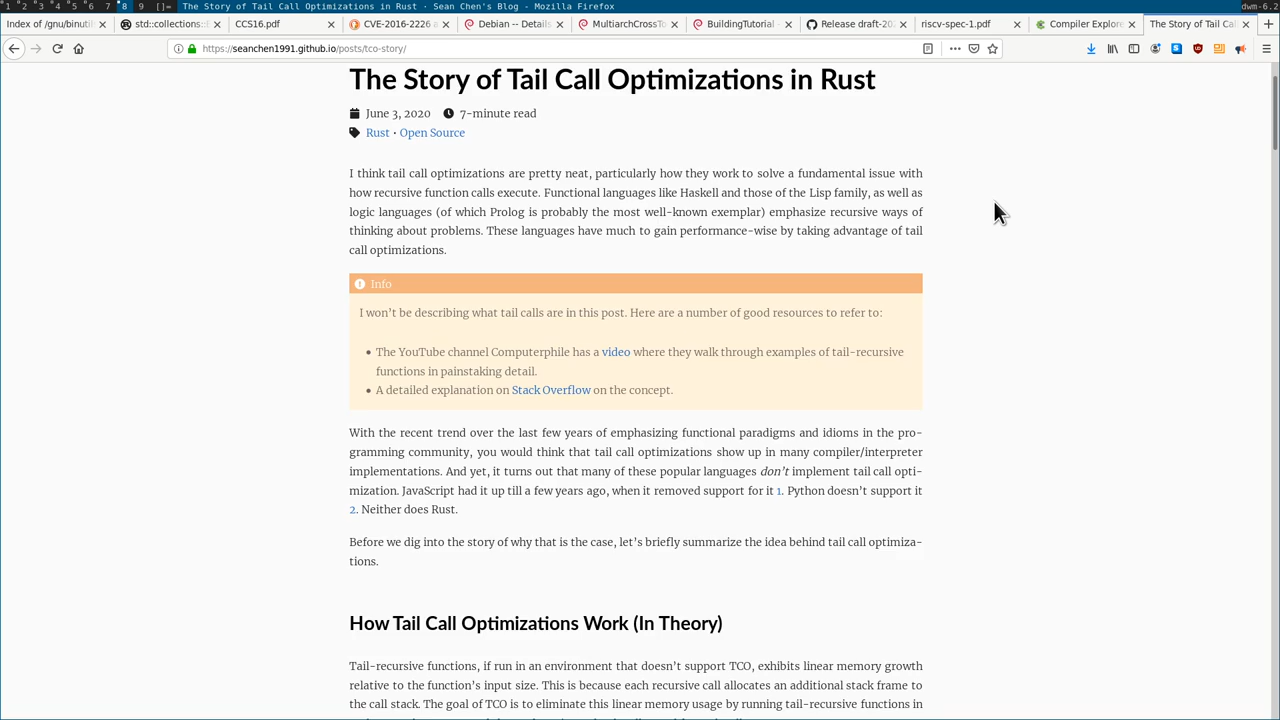 1 2 3 4 5 6 7 8 9 []= The Story of Tail Call Optimizations in Rust · Sean Chen's Blog - Mozilla Firefox dwm-6.2
Index of /gnu/binuti std::collections::B CCS16.pdf CVE-2016-2226 a Debian -- Details MultiarchCrossTo BuildingTutorial - Release draft-20 riscv-spec-1.pdf Compiler Explore The Story of Tail Ca
https://seanchen1991.github.io/posts/tco-story/
The Story of Tail Call Optimizations in Rust
June 3, 2020 7-minute read
Rust • Open Source
I think tail call optimizations are pretty neat, particularly how they work to solve a fundamental issue with
how recursive function calls execute. Functional languages like Haskell and those of the Lisp family, as well as
logic languages (of which Prolog is probably the most well-known exemplar) emphasize recursive ways of
thinking about problems. These languages have much to gain performance-wise by taking advantage of tail
call optimizations.
Info
I won't be describing what tail calls are in this post. Here are a number of good resources to refer to:
• The YouTube channel Computerphile has a video where they walk through examples of tail-recursive
functions in painstaking detail.
• A detailed explanation on Stack Overflow on the concept.
With the recent trend over the last few years of emphasizing functional paradigms and idioms in the pro-
gramming community, you would think that tail call optimizations show up in many compiler/interpreter
implementations. And yet, it turns out that many of these popular languages don't implement tail call opti-
mization. JavaScript had it up till a few years ago, when it removed support for it 1. Python doesn't support it
2. Neither does Rust.
Before we dig into the story of why that is the case, let's briefly summarize the idea behind tail call optimiza-
tions.
How Tail Call Optimizations Work (In Theory)
Tail-recursive functions, if run in an environment that doesn't support TCO, exhibits linear memory growth
relative to the function's input size. This is because each recursive call allocates an additional stack frame to
the call stack. The goal of TCO is to eliminate this linear memory usage by running tail-recursive functions in